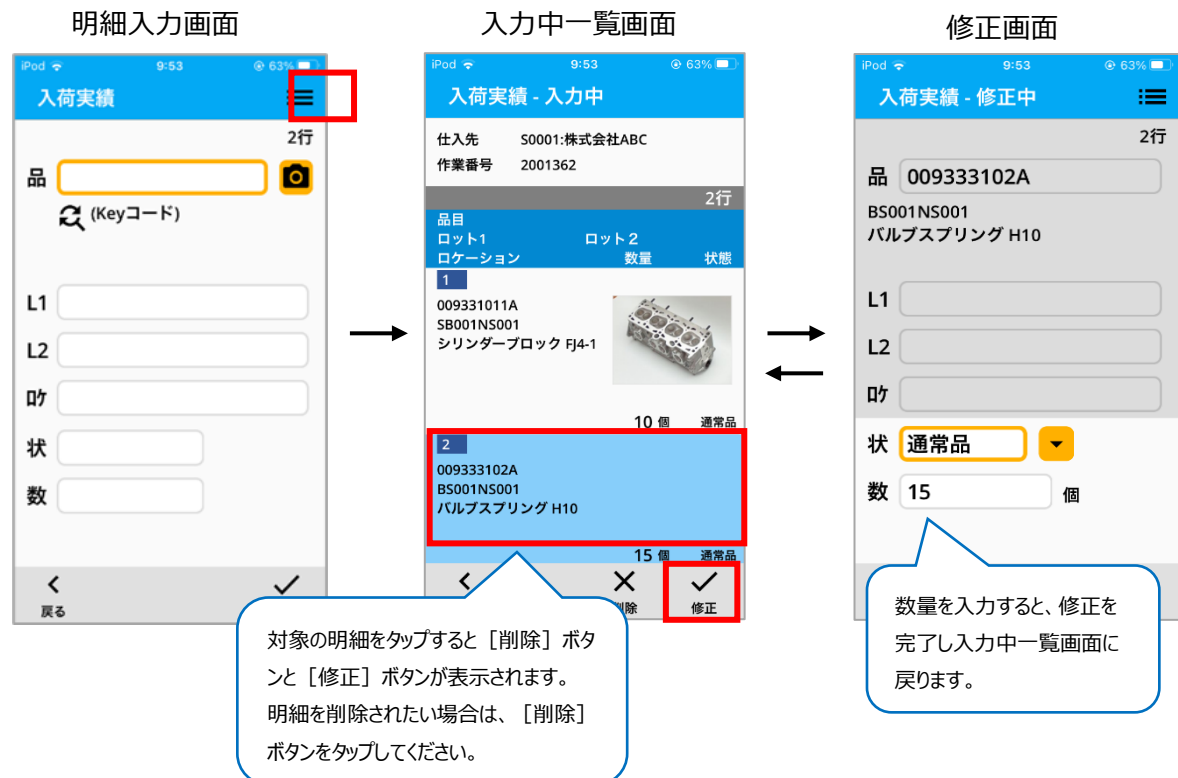 明細入力画面
iPod 9:53 63%
入荷実績
2行
品
(Keyコード)
L1
L2
ﾛｹ
状
数
戻る
入力中一覧画面
iPod 9:53 63%
入荷実績 - 入力中
仕入先 S0001:株式会社ABC
作業番号 2001362
2行
品目
ロット1 ロット２
ロケーション 数量 状態
1
009331011A
SB001NS001
シリンダーブロック FJ4-1
10 個 通常品
2
009333102A
BS001NS001
バルブスプリング H10
15 個 通常品
削除 修正
対象の明細をタップすると［削除］ボタ
ンと［修正］ボタンが表示されます。
明細を削除されたい場合は、［削除］
ボタンをタップしてください。
修正画面
iPod 9:53 63%
入荷実績 - 修正中
2行
品 009333102A
BS001NS001
バルブスプリング H10
L1
L2
ﾛｹ
状 通常品
数 15 個
数量を入力すると、修正を
完了し入力中一覧画面に
戻ります。